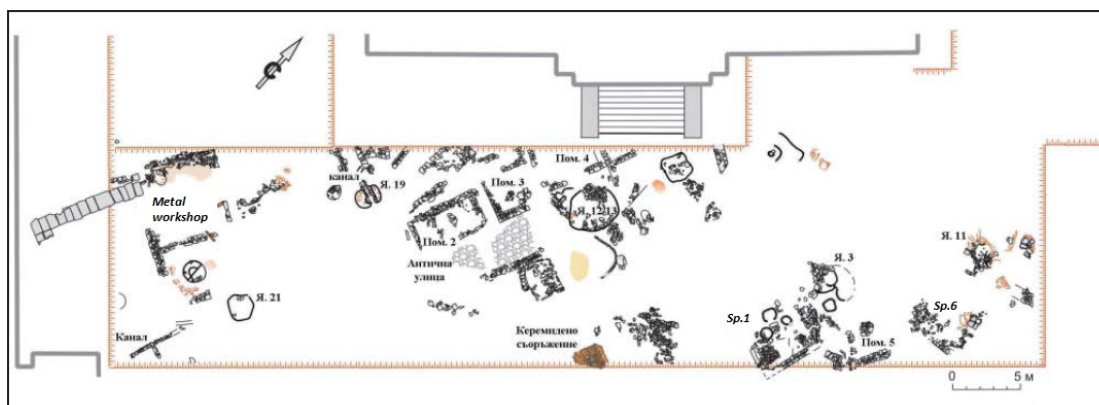 Пом. 4
канал
Я. 19
Пом. 3
Metal
workshop
Я. 12/13
Пом. 2
Антична
улица
Я. 11
Я. 3
Я. 21
Sp.1
Sp.6
Канал
Керемидено
съоръжение
Пом. 5
0 5 м